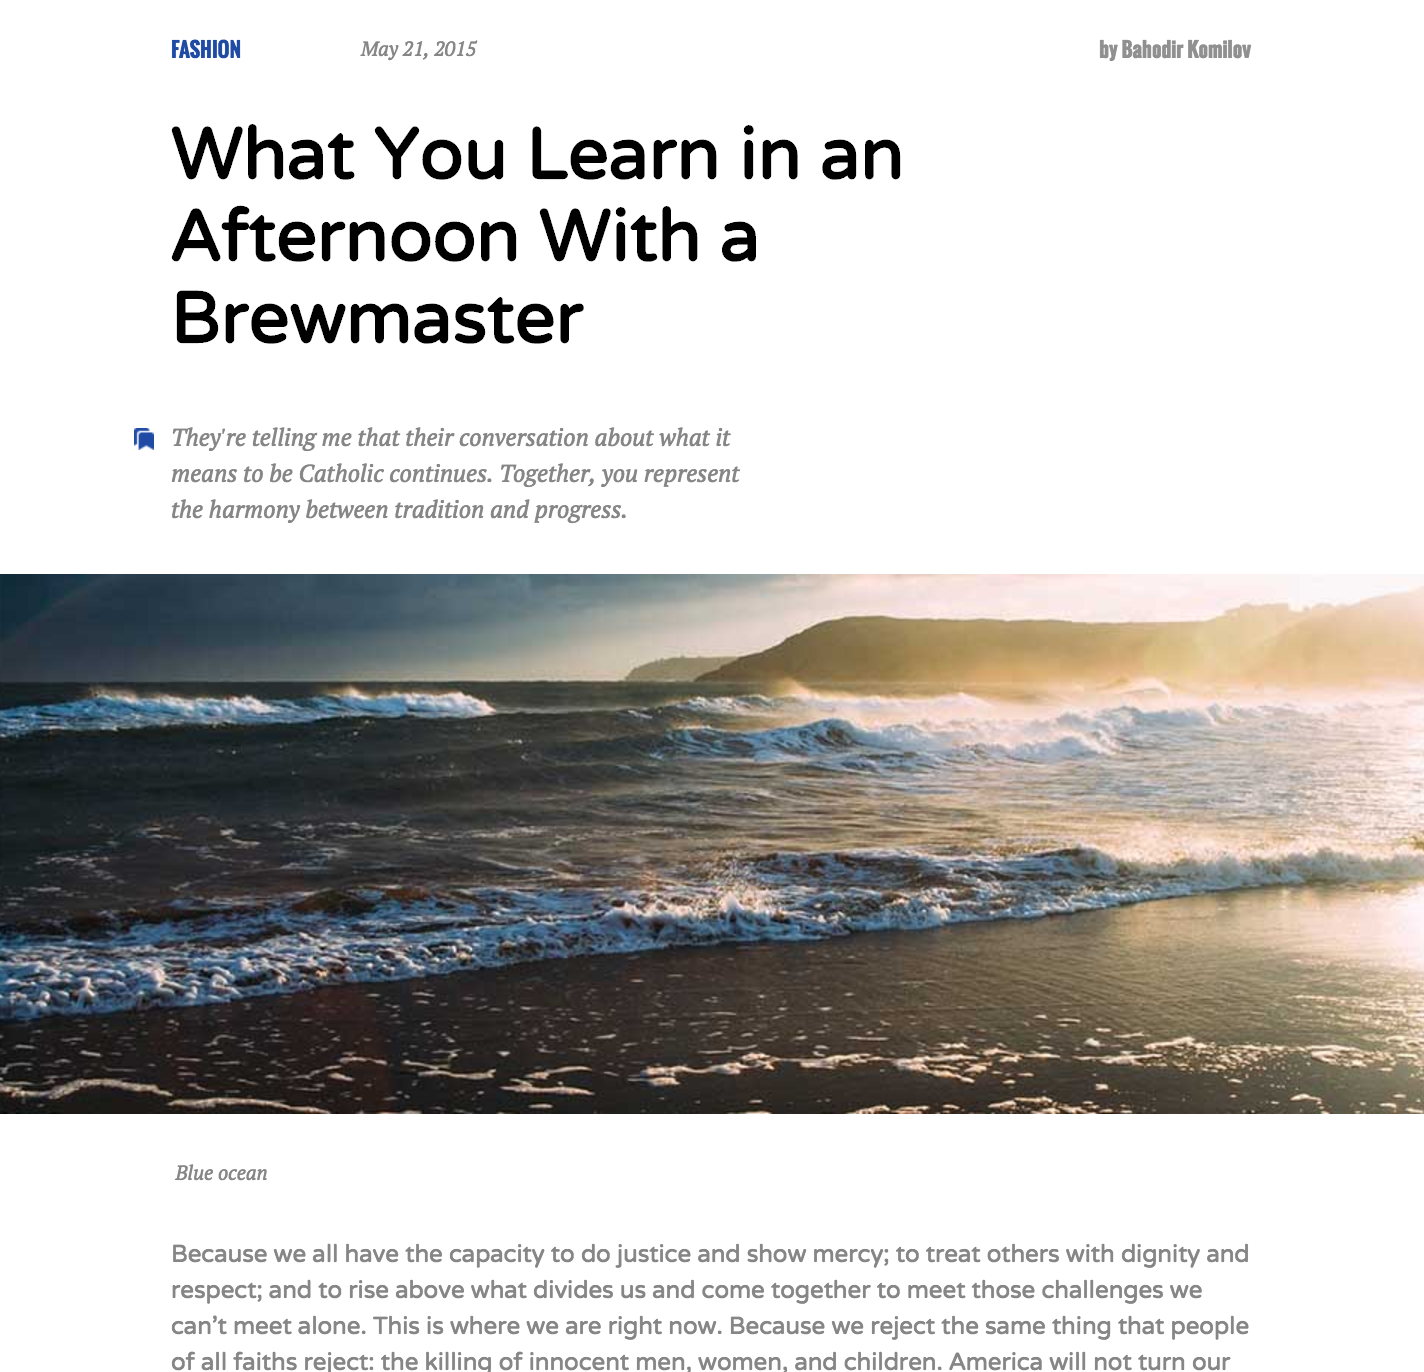 FASHION
May 21, 2015
by Bahodir Komilov
What You Learn in an
Afternoon With a
Brewmaster
They're telling me that their conversation about what it
means to be Catholic continues. Together, you represent
the harmony between tradition and progress.
Blue ocean
Because we all have the capacity to do justice and show mercy; to treat others with dignity and
respect; and to rise above what divides us and come together to meet those challenges we
can’t meet alone. This is where we are right now. Because we reject the same thing that people
of all faiths reject: the killing of innocent men, women, and children. America will not turn our